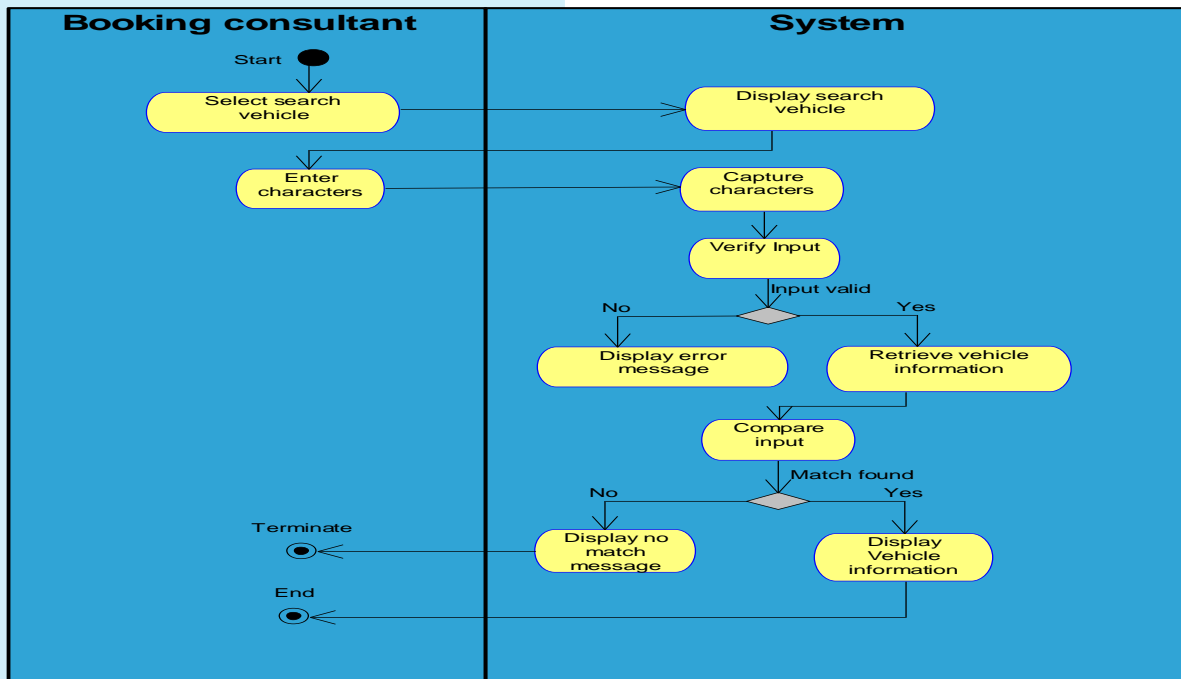 Booking consultant
System
Start
Select search
vehicle
Display search
vehicle
Enter
characters
Capture
characters
Verify Input
Input valid
No
Yes
Display error
message
Retrieve vehicle
information
Compare
input
Match found
No
Yes
Terminate
Display no
match
message
Display
Vehicle
information
End